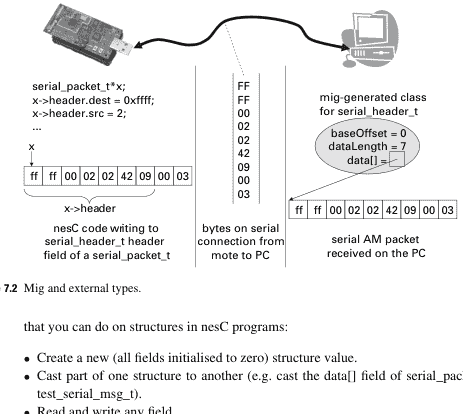 serial_packet_t*x;
x->header.dest = 0xffff;
x->header.src = 2;
...
x
ff ff 00 02 02 42 09 00 03
x->header
nesC code writing to
serial_header_t header
field of a serial_packet_t
FF
FF
00
02
02
42
09
00
03
bytes on serial
connection from
mote to PC
mig-generated class
for serial_header_t
baseOffset = 0
dataLength = 7
data[] =
ff ff 00 02 02 42 09 00 03
serial AM packet
received on the PC
7.2 Mig and external types.
that you can do on structures in nesC programs:
• Create a new (all fields initialised to zero) structure value.
• Cast part of one structure to another (e.g. cast the data[] field of serial_pac
test_serial_msg_t).
• Read and write any field